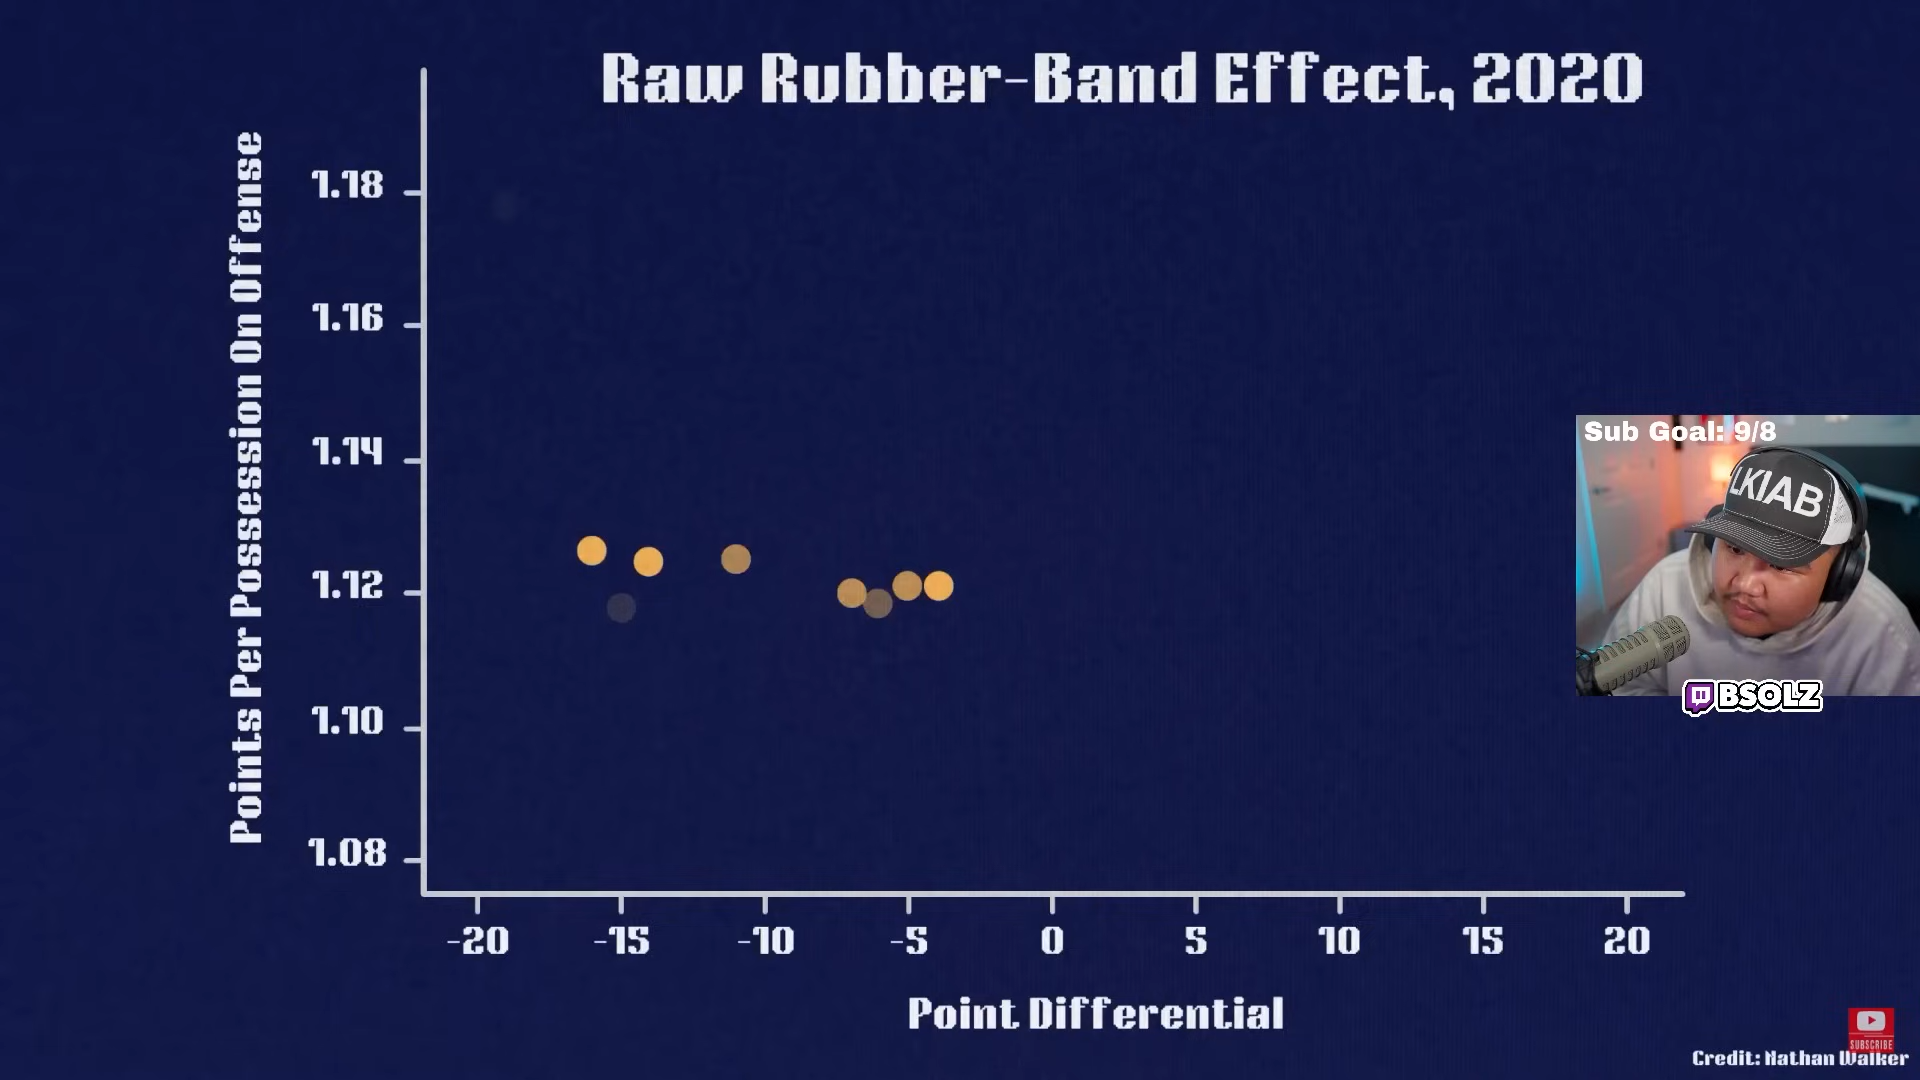 Raw Rubber-Band Effect, 2020
Points Per Possession On Offense
1.18
1.16
1.14
1.12
1.10
1.08
-20 -15 -10 -5 0 5 10 15 20
Point Differential
Sub Goal: 9/8
LKIAB
BSOLZ
SUBSCRIBE
Credit: Nathan Walker